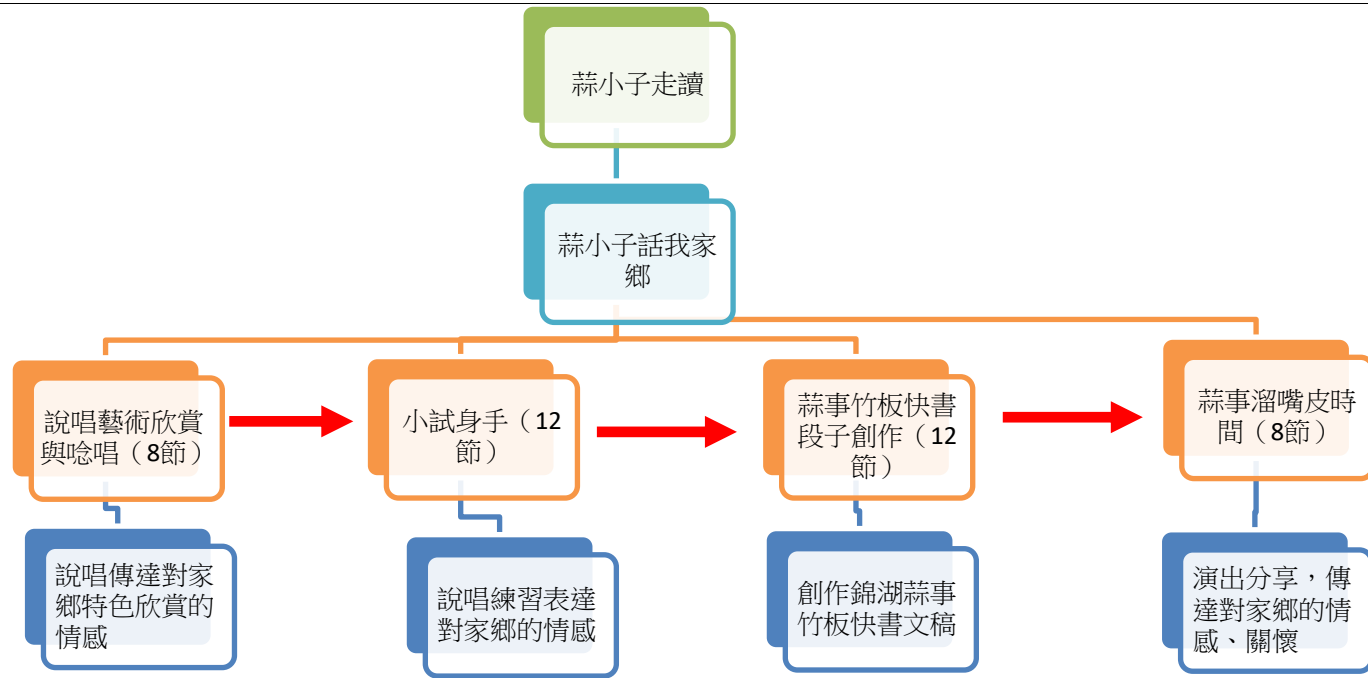 蒜小子走讀
蒜小子話我家
鄉
說唱藝術欣賞
與唸唱（8節）
小試身手（12
節）
蒜事竹板快書
段子創作（12
節）
蒜事溜嘴皮時
間（8節）
說唱傳達對家
鄉特色欣賞的
情感
說唱練習表達
對家鄉的情感
創作錦湖蒜事
竹板快書文稿
演出分享，傳
達對家鄉的情
感、關懷